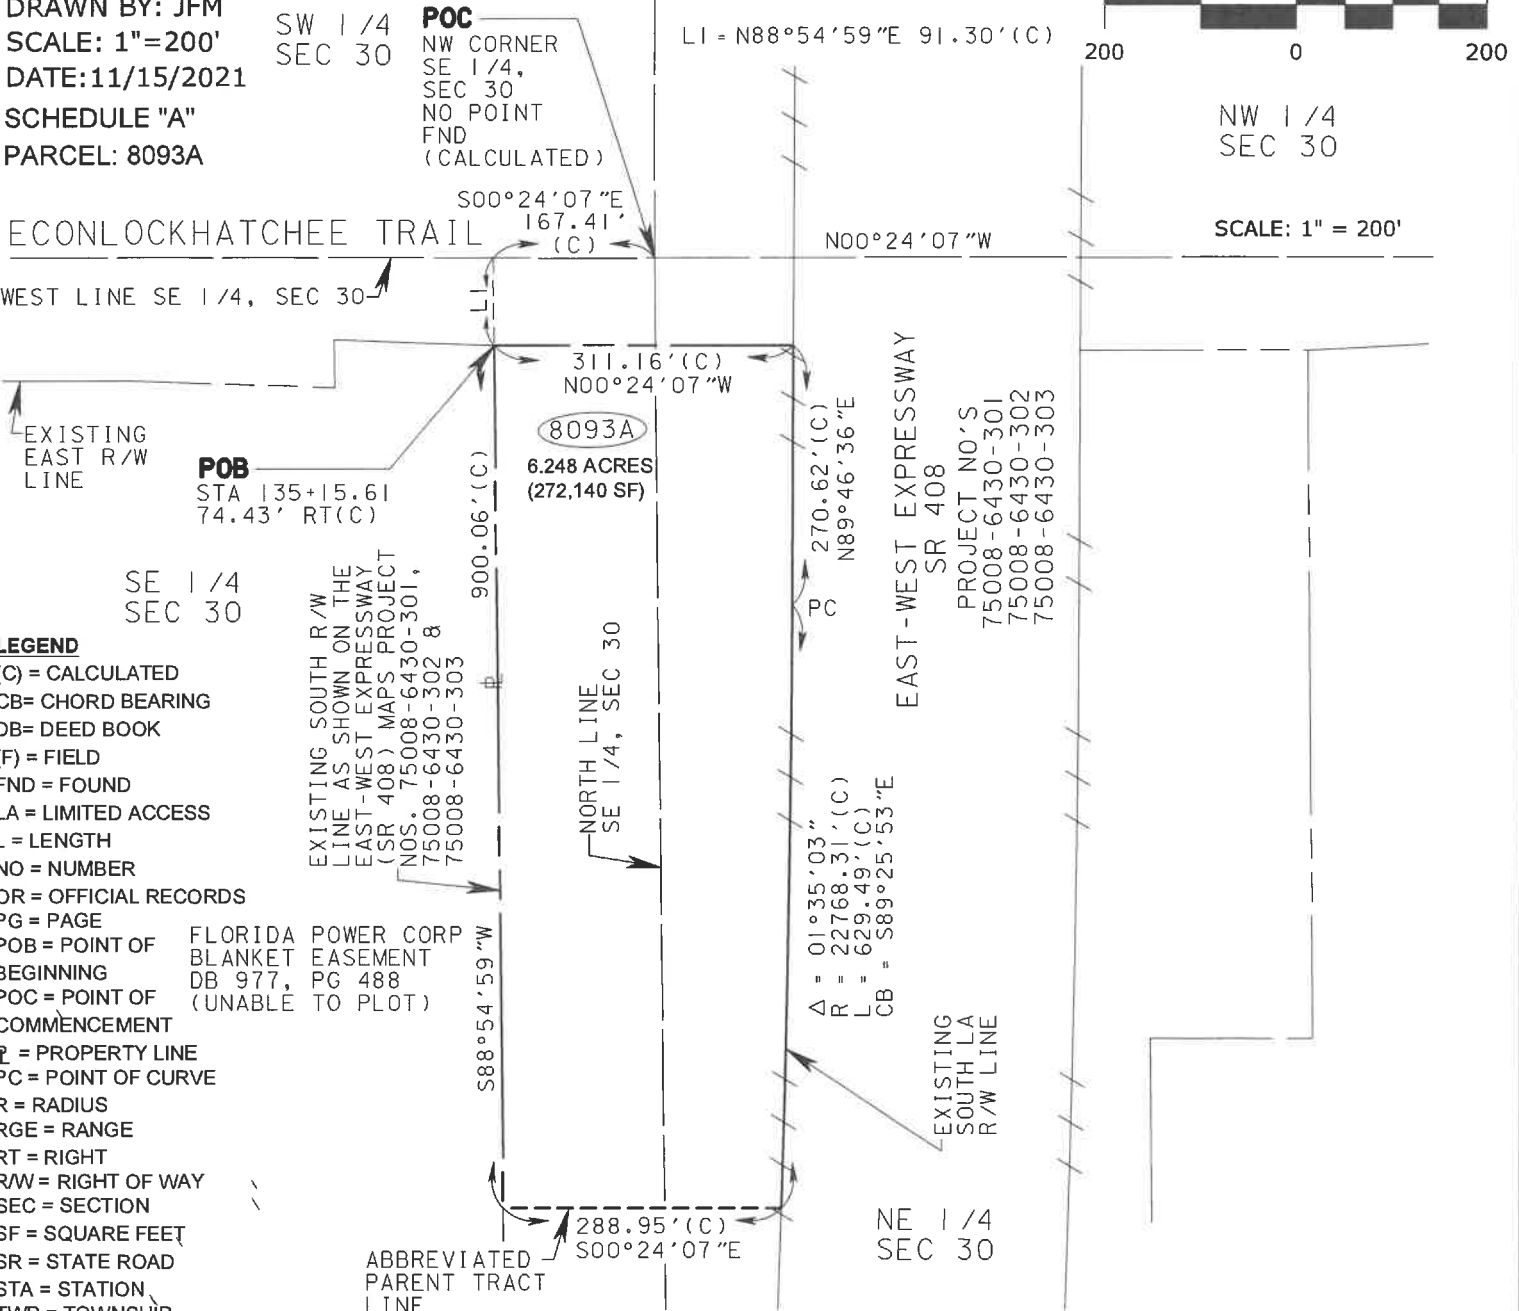 DRAWN BY: JFM
SCALE: 1"=200'
DATE:11/15/2021
SCHEDULE "A"
PARCEL: 8093A
SW 1/4
SEC 30
POC
NW CORNER
SE 1/4,
SEC 30
NO POINT
FND
(CALCULATED)
L1 = N88°54'59"E 91.30'(C)
200 0 200
NW 1/4
SEC 30
SCALE: 1" = 200'
S00°24'07"E
167.41'
(C)
ECONLOCKHATCHEE TRAIL
N00°24'07"W
WEST LINE SE 1/4, SEC 30
L1
311.16'(C)
N00°24'07"W
8093A
6.248 ACRES
(272,140 SF)
EXISTING
EAST R/W
LINE
POB
STA 135+15.61
74.43' RT(C)
900.06'(C)
270.62'(C)
N89°46'36"E
PC
EAST-WEST EXPRESSWAY
SR 408
PROJECT NO'S
75008-6430-301
75008-6430-302
75008-6430-303
SE 1/4
SEC 30
EXISTING SOUTH R/W
LINE AS SHOWN ON THE
EAST-WEST EXPRESSWAY
(SR 408) MAPS PROJECT
NOS. 75008-6430-301,
75008-6430-302 &
75008-6430-303
PL
NORTH LINE
SE 1/4, SEC 30
LEGEND
(C) = CALCULATED
CB= CHORD BEARING
DB= DEED BOOK
(F) = FIELD
FND = FOUND
LA = LIMITED ACCESS
L = LENGTH
NO = NUMBER
OR = OFFICIAL RECORDS
PG = PAGE
POB = POINT OF
BEGINNING
POC = POINT OF
COMMENCEMENT
PL = PROPERTY LINE
PC = POINT OF CURVE
R = RADIUS
RGE = RANGE
RT = RIGHT
R/W = RIGHT OF WAY
SEC = SECTION
SF = SQUARE FEET
SR = STATE ROAD
STA = STATION
TWP = TOWNSHIP
FLORIDA POWER CORP
BLANKET EASEMENT
DB 977, PG 488
(UNABLE TO PLOT)
S88°54'59"W
Δ = 01°35'03"
R = 22768.31'(C)
L = 629.49'(C)
CB = S89°25'53"E
EXISTING
SOUTH LA
R/W LINE
288.95'(C)
S00°24'07"E
ABBREVIATED
PARENT TRACT
LINE
NE 1/4
SEC 30